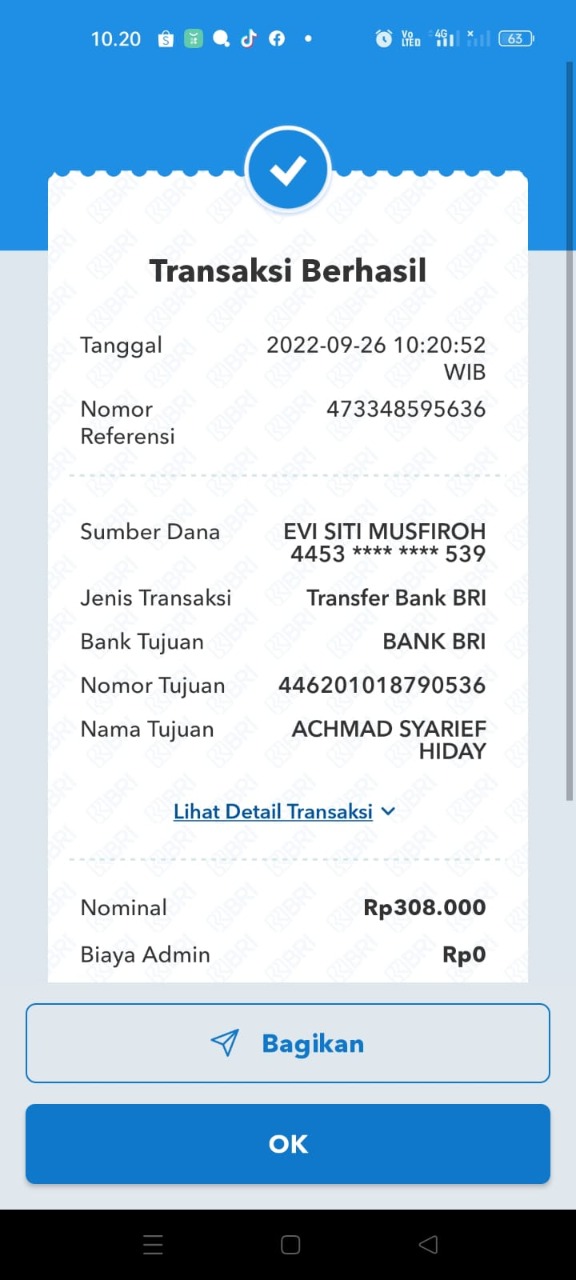 10.20
Vo LTED 4G 63
Transaksi Berhasil
Tanggal 2022-09-26 10:20:52
WIB
Nomor 473348595636
Referensi
Sumber Dana EVI SITI MUSFIROH
4453 **** **** 539
Jenis Transaksi Transfer Bank BRI
Bank Tujuan BANK BRI
Nomor Tujuan 446201018790536
Nama Tujuan ACHMAD SYARIEF
HIDAY
Lihat Detail Transaksi
Nominal Rp308.000
Biaya Admin Rp0
Bagikan
OK